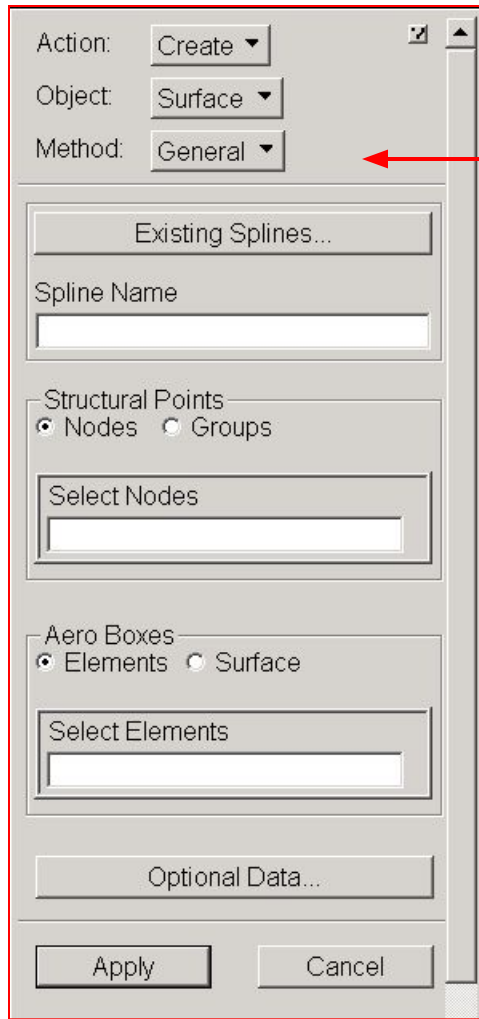 Action: Create
Object: Surface
Method: General
Existing Splines...
Spline Name
Structural Points
Nodes Groups
Select Nodes
Aero Boxes
Elements Surface
Select Elements
Optional Data...
Apply Cancel